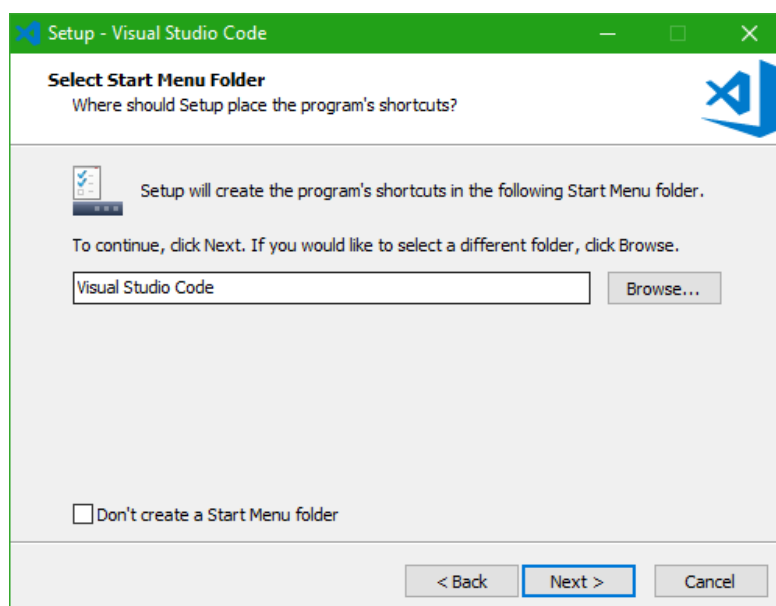 Setup - Visual Studio Code
Select Start Menu Folder
Where should Setup place the program's shortcuts?
Setup will create the program's shortcuts in the following Start Menu folder.
To continue, click Next. If you would like to select a different folder, click Browse.
Visual Studio Code
Browse...
Don't create a Start Menu folder
< Back
Next >
Cancel